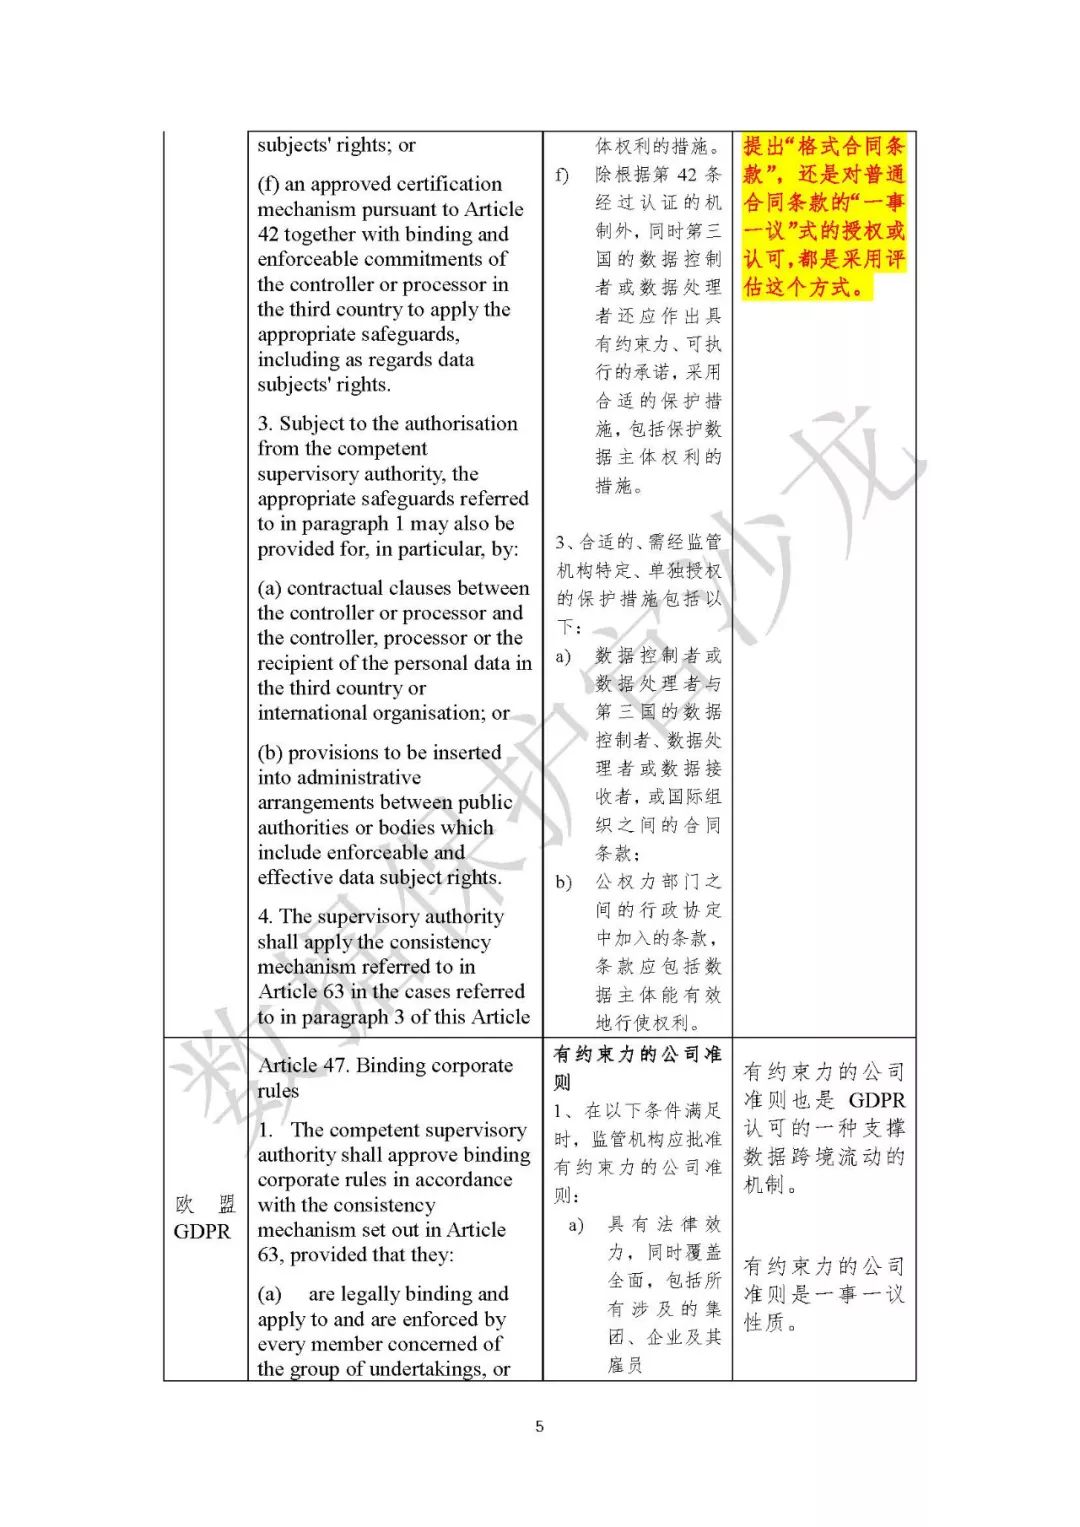 subjects' rights; or
(f) an approved certification
mechanism pursuant to Article
42 together with binding and
enforceable commitments of
the controller or processor in
the third country to apply the
appropriate safeguards,
including as regards data
subjects' rights.
3. Subject to the authorisation
from the competent
supervisory authority, the
appropriate safeguards referred
to in paragraph 1 may also be
provided for, in particular, by:
(a) contractual clauses between
the controller or processor and
the controller, processor or the
recipient of the personal data in
the third country or
international organisation; or
(b) provisions to be inserted
into administrative
arrangements between public
authorities or bodies which
include enforceable and
effective data subject rights.
4. The supervisory authority
shall apply the consistency
mechanism referred to in
Article 63 in the cases referred
to in paragraph 3 of this Article
体权利的措施。
f) 除根据第 42 条
经过认证的机
制外，同时第三
国的数据控制
者或数据处理
者还应作出具
有约束力、可执
行的承诺，采用
合适的保护措
施，包括保护数
据主体权利的
措施。
3、合适的、需经监管
机构特定、单独授权
的保护措施包括以
下：
a) 数据控制者或
数据处理者与
第三国的数据
控制者、数据处
理者或数据接
收者，或国际组
织之间的合同
条款；
b) 公权力部门之
间的行政协定
中加入的条款，
条款应包括数
据主体能有效
地行使权利。
提出“格式合同条
款”，还是对普通
合同条款的“一事
一议”式的授权或
认可，都是采用评
估这个方式。
欧盟
GDPR
Article 47. Binding corporate
rules
1. The competent supervisory
authority shall approve binding
corporate rules in accordance
with the consistency
mechanism set out in Article
63, provided that they:
(a) are legally binding and
apply to and are enforced by
every member concerned of
the group of undertakings, or
有约束力的公司准
则
1、在以下条件满足
时，监管机构应批准
有约束力的公司准
则：
a) 具有法律效
力，同时覆盖
全面，包括所
有涉及的集
团、企业及其
雇员
有约束力的公司
准则也是 GDPR
认可的一种支撑
数据跨境流动的
机制。
有约束力的公司
准则是一事一议
性质。
数据保护官沙龙
5